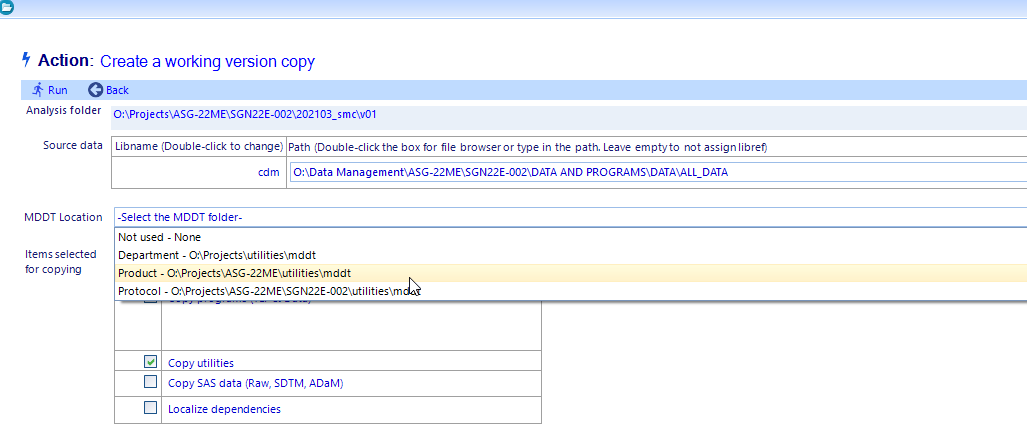 Action: Create a working version copy
Run Back
Analysis folder O:\Projects\ASG-22ME\SGN22E-002\202103_smc\v01
Source data Libname (Double-click to change) Path (Double-click the box for file browser or type in the path. Leave empty to not assign libref)
cdm O:\Data Management\ASG-22ME\SGN22E-002\DATA AND PROGRAMS\DATA\ALL_DATA
MDDT Location -Select the MDDT folder-
Not used - None
Department - O:\Projects\utilities\mddt
Items selected
for copying
Product - O:\Projects\ASG-22ME\utilities\mddt
Protocol - O:\Projects\ASG-22ME\SGN22E-002\utilities\mddt
Copy utilities
Copy SAS data (Raw, SDTM, ADaM)
Localize dependencies